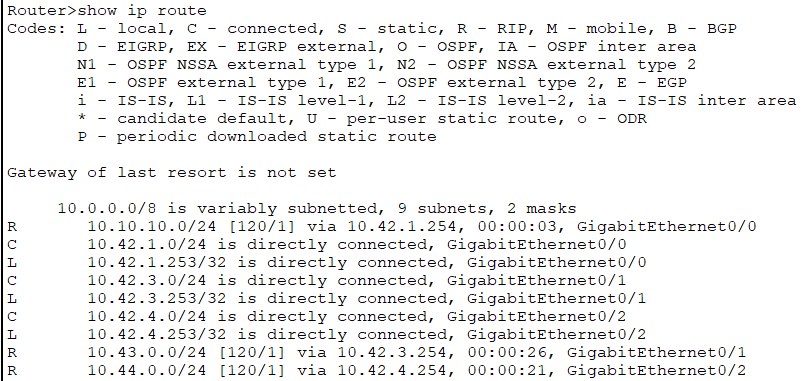 Router>show ip route
Codes: L - local, C - connected, S - static, R - RIP, M - mobile, B - BGP
       D - EIGRP, EX - EIGRP external, O - OSPF, IA - OSPF inter area
       N1 - OSPF NSSA external type 1, N2 - OSPF NSSA external type 2
       E1 - OSPF external type 1, E2 - OSPF external type 2, E - EGP
       i - IS-IS, L1 - IS-IS level-1, L2 - IS-IS level-2, ia - IS-IS inter area
       * - candidate default, U - per-user static route, o - ODR
       P - periodic downloaded static route
Gateway of last resort is not set
     10.0.0.0/8 is variably subnetted, 9 subnets, 2 masks
R       10.10.10.0/24 [120/1] via 10.42.1.254, 00:00:03, GigabitEthernet0/0
C       10.42.1.0/24 is directly connected, GigabitEthernet0/0
L       10.42.1.253/32 is directly connected, GigabitEthernet0/0
C       10.42.3.0/24 is directly connected, GigabitEthernet0/1
L       10.42.3.253/32 is directly connected, GigabitEthernet0/1
C       10.42.4.0/24 is directly connected, GigabitEthernet0/2
L       10.42.4.253/32 is directly connected, GigabitEthernet0/2
R       10.43.0.0/24 [120/1] via 10.42.3.254, 00:00:26, GigabitEthernet0/1
R       10.44.0.0/24 [120/1] via 10.42.4.254, 00:00:21, GigabitEthernet0/2